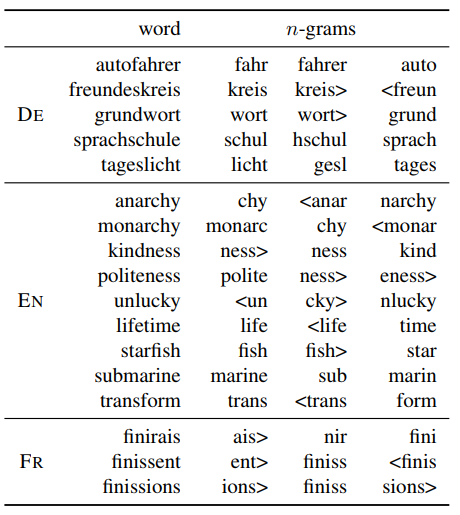 word n-grams
autofahrer fahr fahrer auto
freundeskreis kreis kreis> <freun
DE grundwort wort wort> grund
sprachschule schul hschul sprach
tageslicht licht gesl tages
anarchy chy <anar narchy
monarchy monarc chy <monar
kindness ness> ness kind
politeness polite ness> eness>
EN unlucky <un cky> nlucky
lifetime life <life time
starfish fish fish> star
submarine marine sub marin
transform trans <trans form
finirais ais> nir fini
FR finissent ent> finiss <finis
finissions ions> finiss sions>